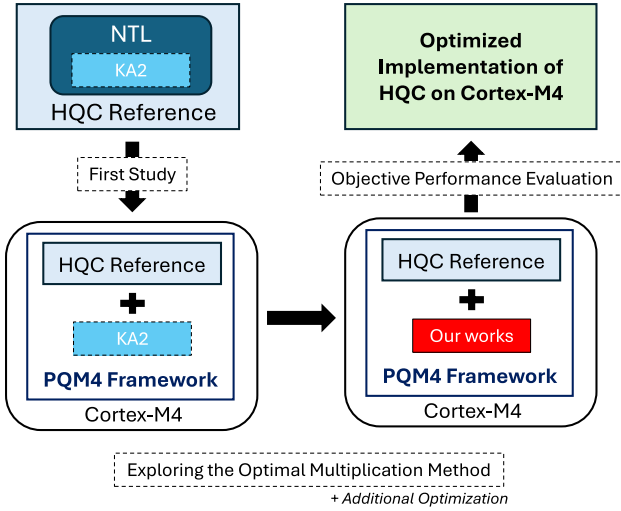 NTL
KA2
HQC Reference
First Study
HQC Reference
+
KA2
PQM4 Framework
Cortex-M4
Optimized
Implementation of
HQC on Cortex-M4
Objective Performance Evaluation
HQC Reference
+
Our works
PQM4 Framework
Cortex-M4
Exploring the Optimal Multiplication Method
+ Additional Optimization